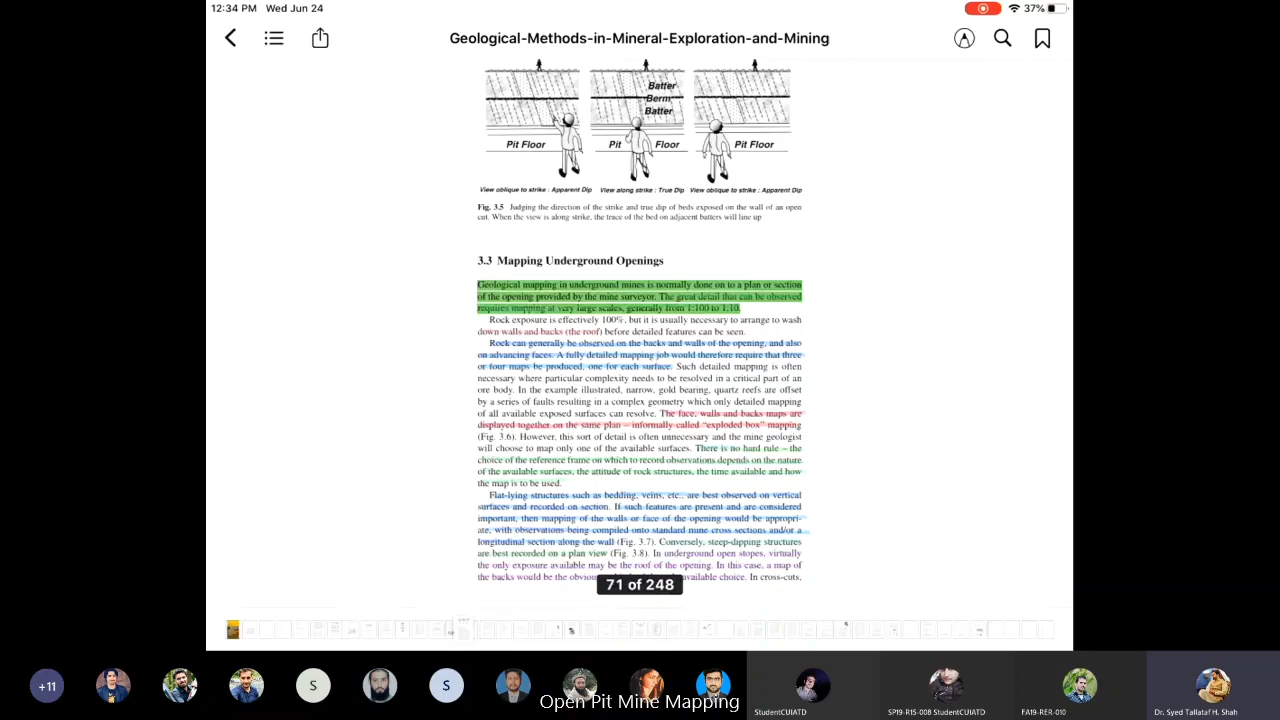 12:34 PM Wed Jun 24
37%
Geological-Methods-in-Mineral-Exploration-and-Mining
Batter
Berm
Batter
Pit Floor
Pit Floor
Pit Floor
View oblique to strike : Apparent Dip View along strike : True Dip View oblique to strike : Apparent Dip
Fig. 3.5 Judging the direction of the strike and true dip of beds exposed on the wall of an open
cut. When the view is along strike, the trace of the bed on adjacent batters will line up
3.3 Mapping Underground Openings
Geological mapping in underground mines is normally done on to a plan or section
of the opening provided by the mine surveyor. The great detail that can be observed
requires mapping at very large scales, generally from 1:100 to 1:10.
Rock exposure is effectively 100%, but it is usually necessary to arrange to wash
down walls and backs (the roof) before detailed features can be seen.
Rock can generally be observed on the backs and walls of the opening, and also
on advancing faces. A fully detailed mapping job would therefore require that three
or four maps be produced, one for each surface. Such detailed mapping is often
necessary where particular complexity needs to be resolved in a critical part of an
ore body. In the example illustrated, narrow, gold bearing, quartz reefs are offset
by a series of faults resulting in a complex geometry which only detailed mapping
of all available exposed surfaces can resolve. The face, walls and backs maps are
displayed together on the same plan – informally called “exploded box” mapping
(Fig. 3.6). However, this sort of detail is often unnecessary and the mine geologist
will choose to map only one of the available surfaces. There is no hard rule – the
choice of the reference frame on which to record observations depends on the nature
of the available surfaces, the attitude of rock structures, the time available and how
the map is to be used.
Flat-lying structures such as bedding, veins, etc., are best observed on vertical
surfaces and recorded on section. If such features are present and are considered
important, then mapping of the walls or face of the opening would be appropri-
ate, with observations being compiled onto standard mine cross sections and/or a
longitudinal section along the wall (Fig. 3.7). Conversely, steep-dipping structures
are best recorded on a plan view (Fig. 3.8). In underground open stopes, virtually
the only exposure available may be the roof of the opening. In this case, a map of
the backs would be the obvious available choice. In cross-cuts,
71 of 248
+11
S
S
Open Pit Mine Mapping
StudentCUIATD
SP19-R15-008 StudentCUIATD
FA19-RER-010
Dr. Syed Tallataf H. Shah